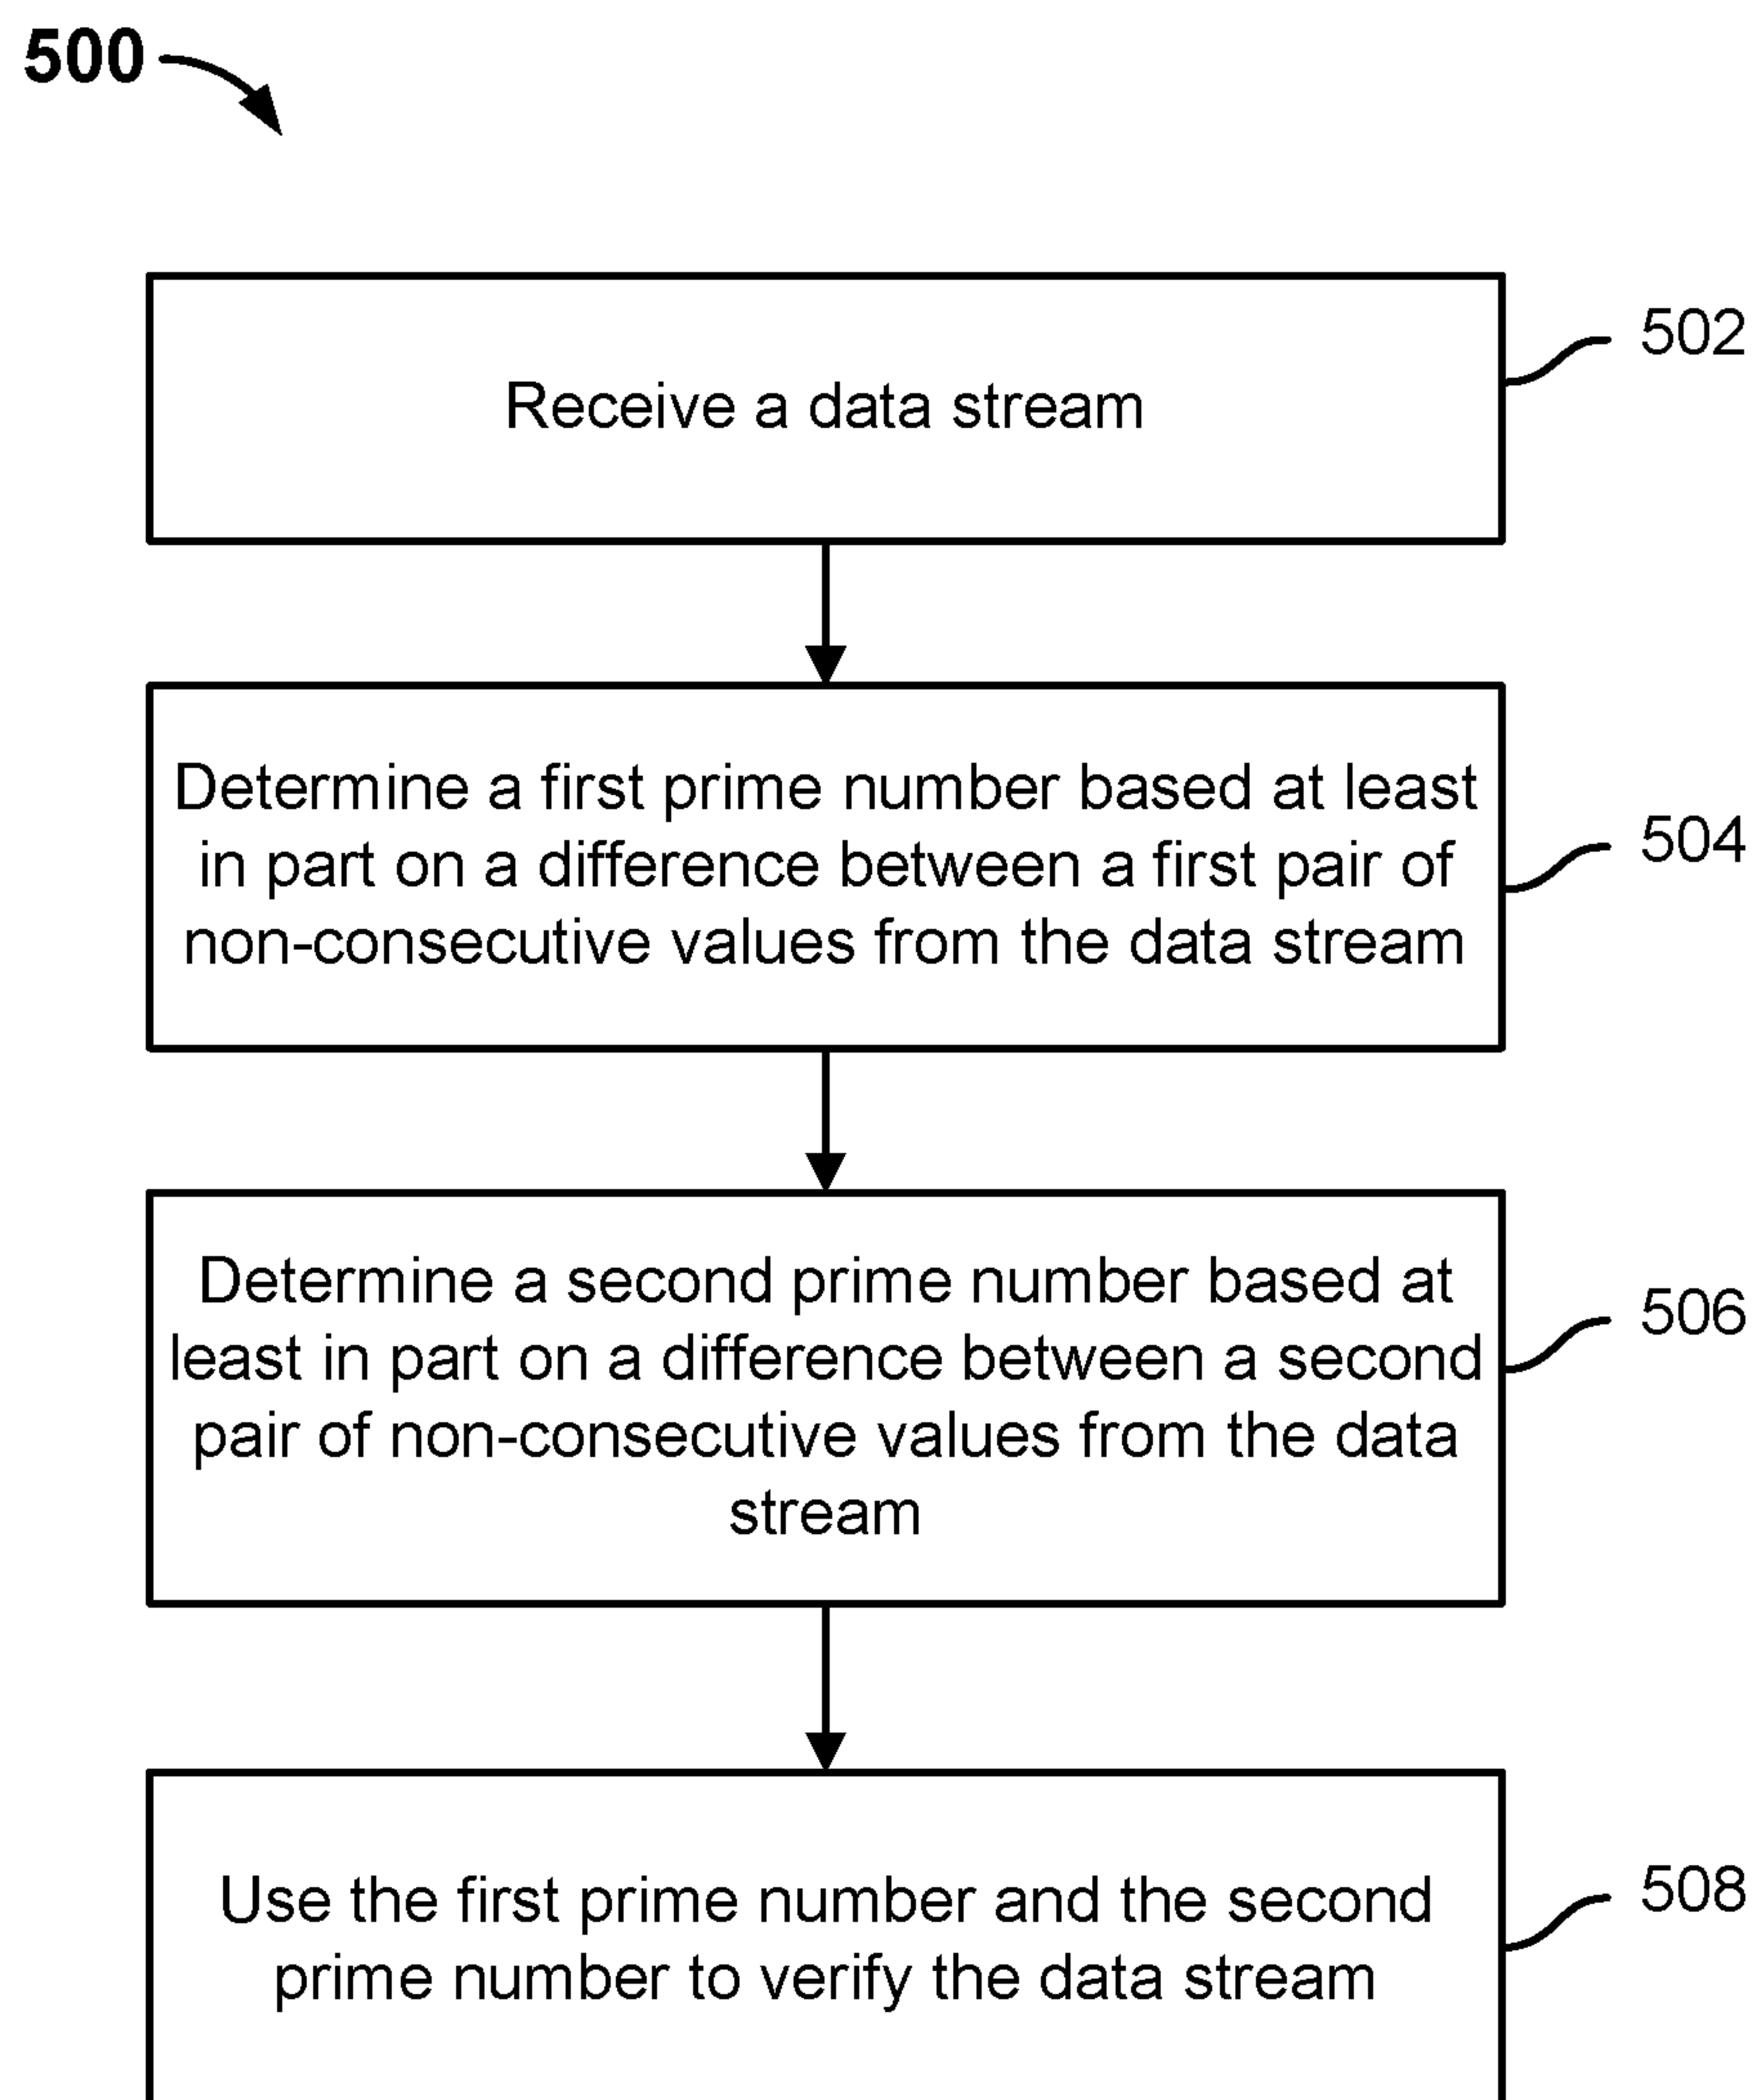 500
Receive a data stream
502
Determine a first prime number based at least
in part on a difference between a first pair of
non-consecutive values from the data stream
504
Determine a second prime number based at
least in part on a difference between a second
pair of non-consecutive values from the data
stream
506
Use the first prime number and the second
prime number to verify the data stream
508